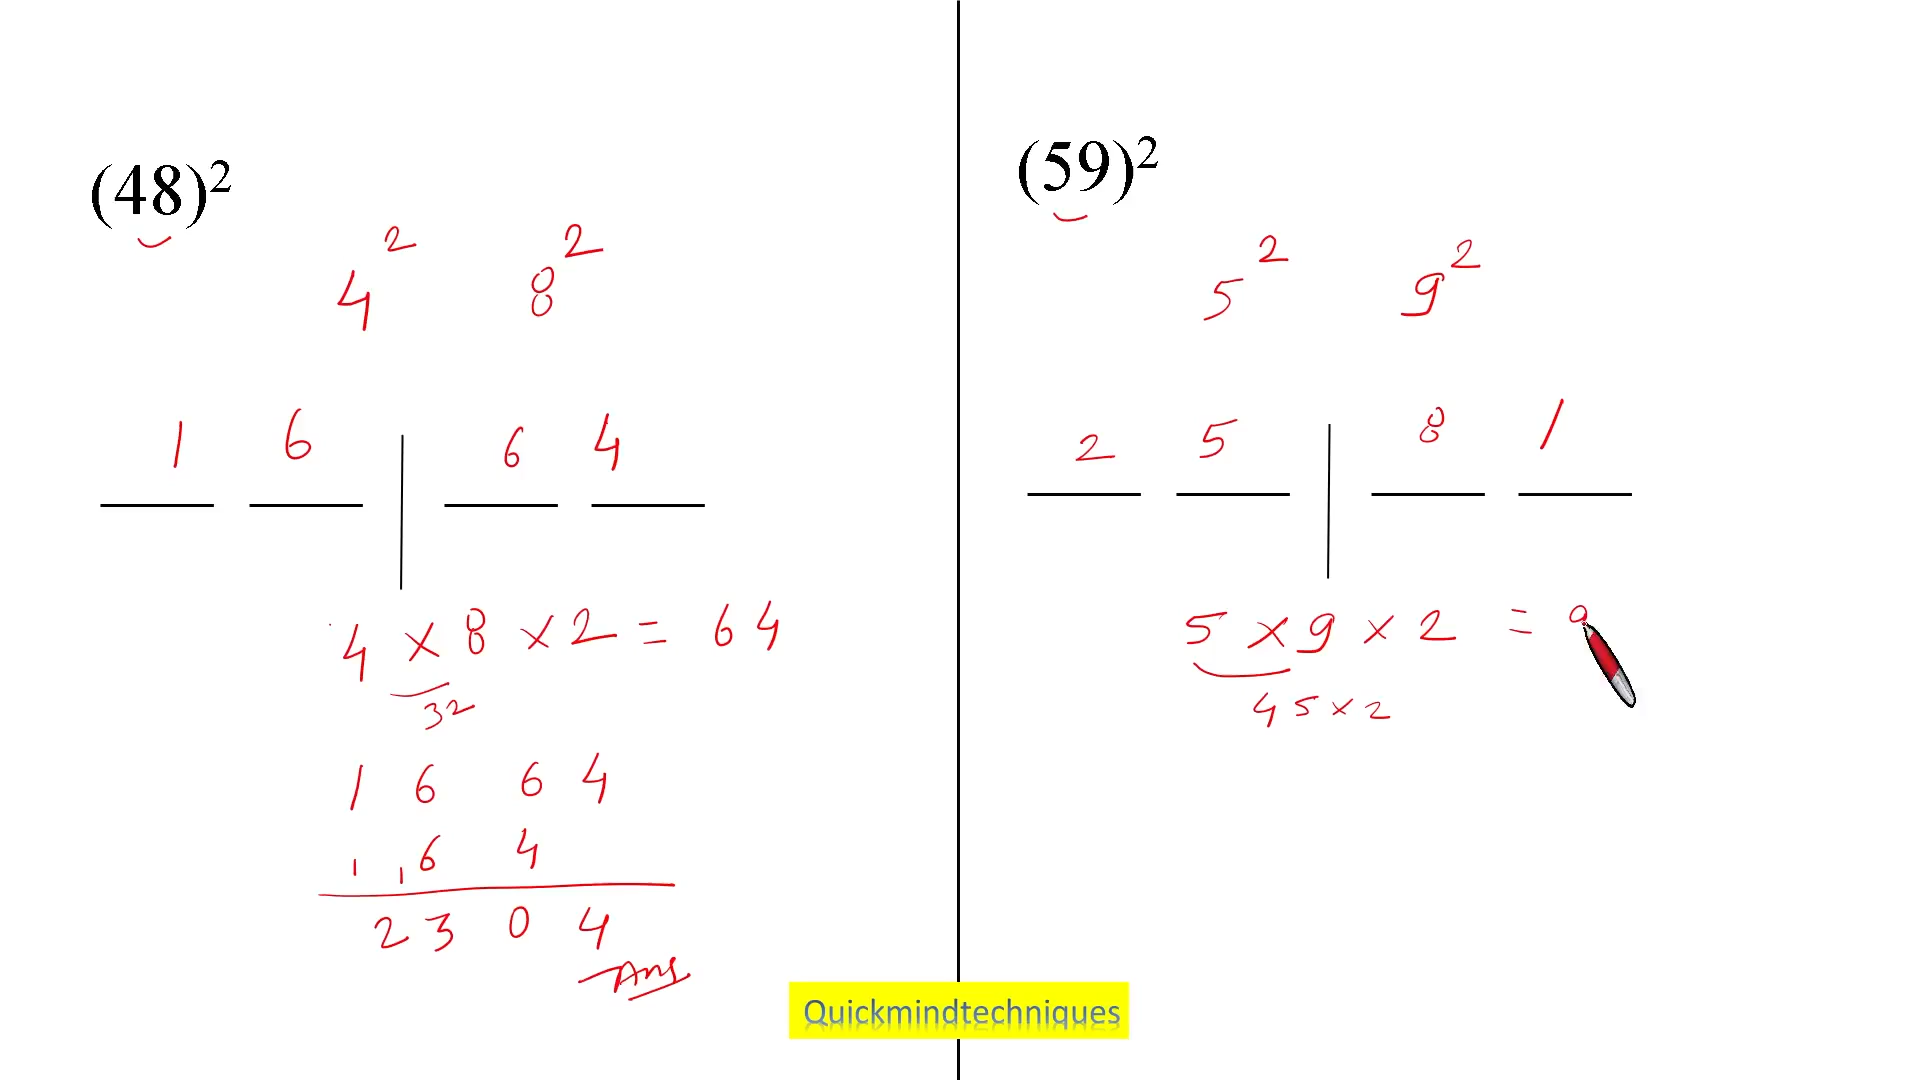 (48)²
4² 8²
1 6 | 6 4
4 × 8 × 2 = 64
32
1 6 6 4
1 1 6 4
2 3 0 4
Ans
(59)²
5² 9²
2 5 | 8 1
5 × 9 × 2 =
45 × 2
Quickmindtechniques